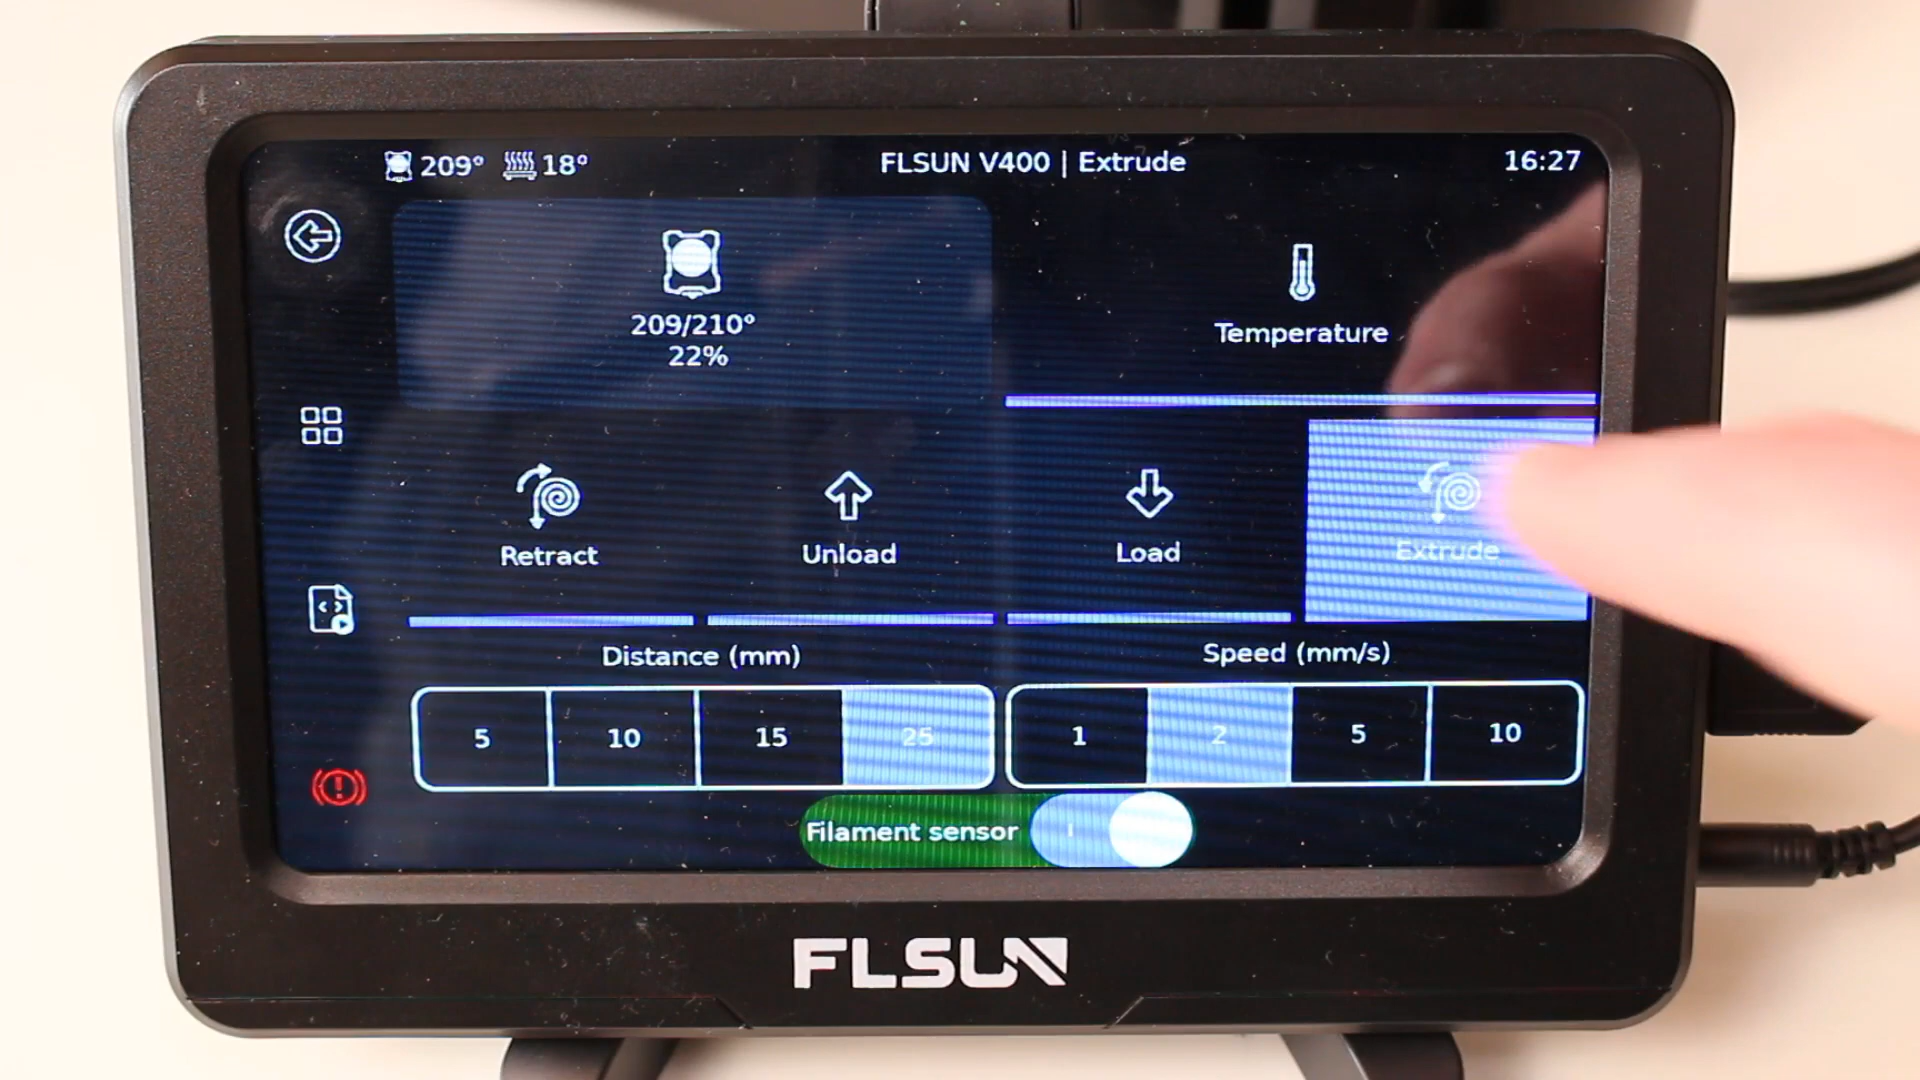 209° 18° FLSUN V400 | Extrude 16:27
209/210°
22%
Temperature
Retract Unload Load Extrude
Distance (mm) Speed (mm/s)
5 10 15 25 1 2 5 10
Filament sensor
FLSUN